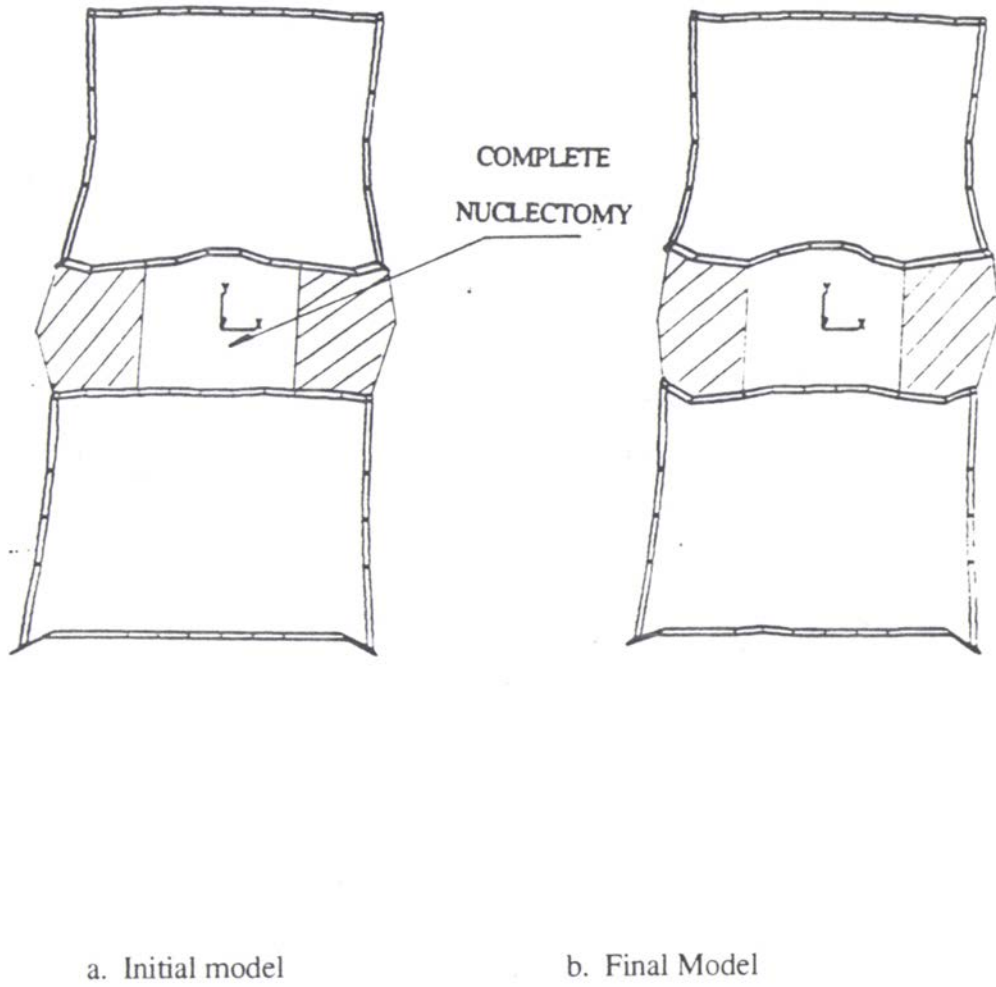 COMPLETE
NUCLECTOMY
Y
X
Y
X
a. Initial model
b. Final Model